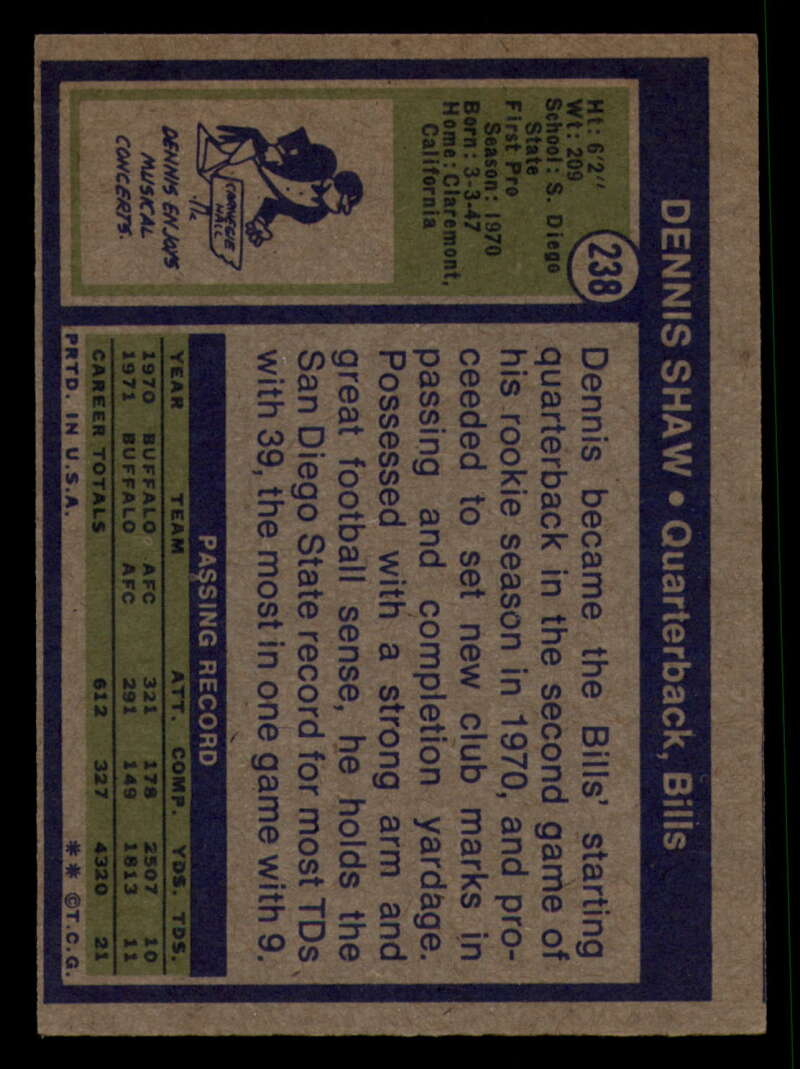 DENNIS SHAW • Quarterback, Bills
238
Ht: 6'2"
Wt: 209
School: S. Diego
State
First Pro
Season: 1970
Born: 3-3-47
Home: Claremont,
California
CARNEGIE
HALL
DENNIS ENJOYS
MUSICAL
CONCERTS.
Dennis became the Bills' starting
quarterback in the second game of
his rookie season in 1970, and pro-
ceeded to set new club marks in
passing and completion yardage.
Possessed with a strong arm and
great football sense, he holds the
San Diego State record for most TDs
with 39, the most in one game with 9.
PASSING RECORD
YEAR TEAM ATT. COMP. YDS. TDS.
1970 BUFFALO AFC 321 178 2507 10
1971 BUFFALO AFC 291 149 1813 11
CAREER TOTALS 612 327 4320 21
PRTD. IN U.S.A. ** ©T.C.G.